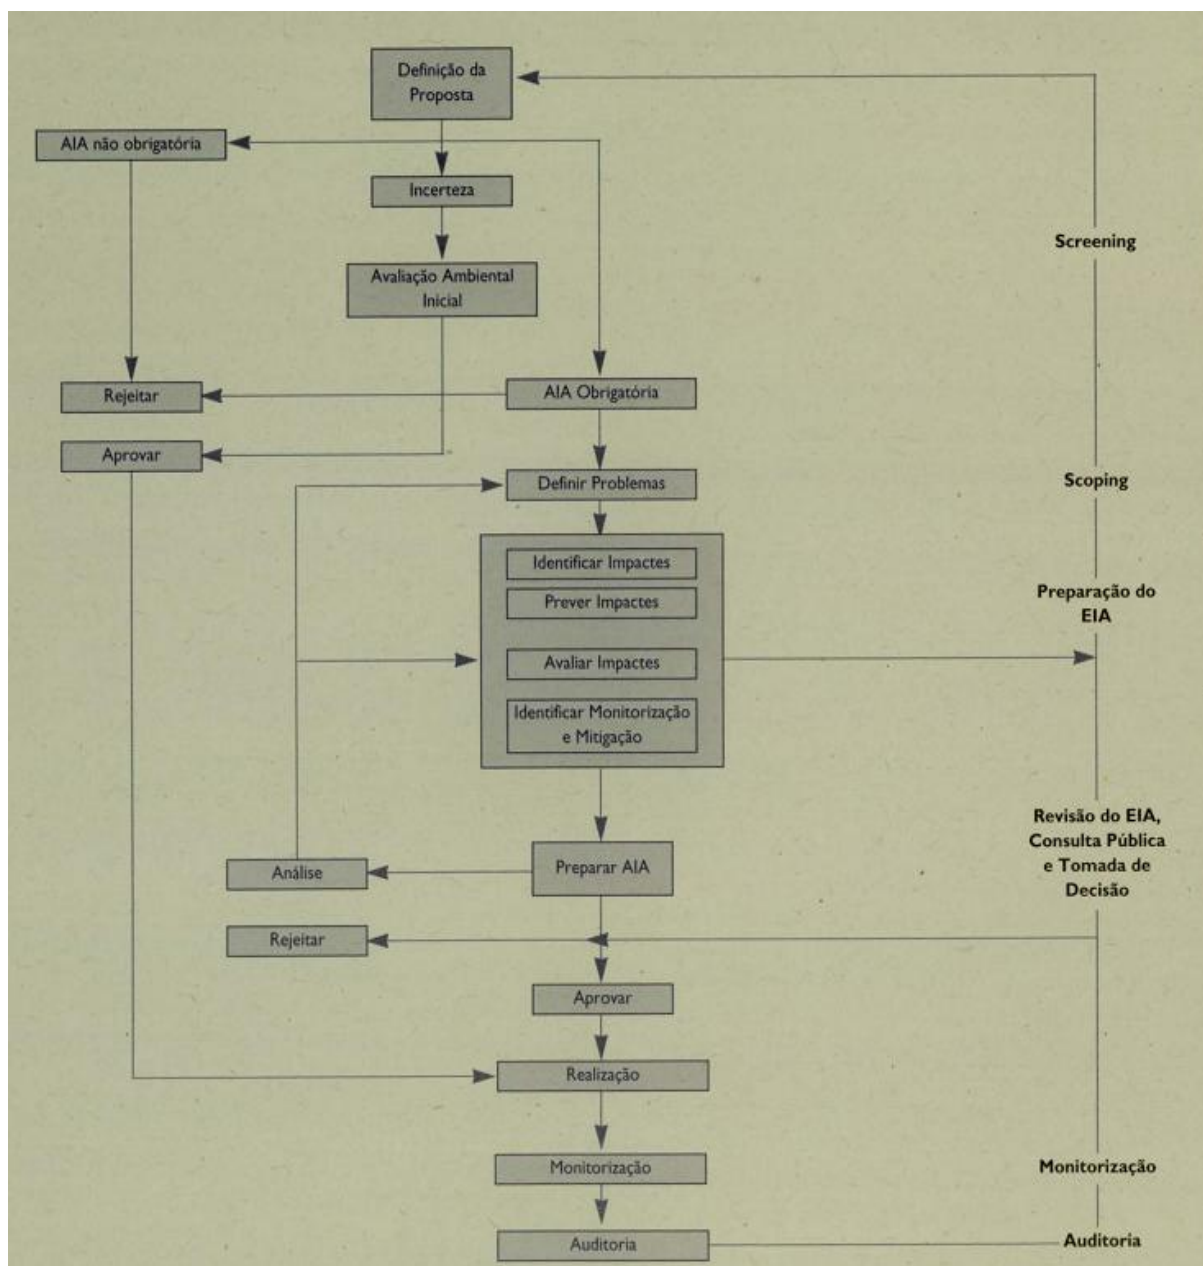 Definição da
Proposta
AIA não obrigatória
Incerteza
Screening
Avaliação Ambiental
Inicial
Rejeitar
AIA Obrigatória
Aprovar
Definir Problemas
Scoping
Identificar Impactes
Prever Impactes
Preparação do
EIA
Avaliar Impactes
Identificar Monitorização
e Mitigação
Revisão do EIA,
Consulta Pública
e Tomada de
Decisão
Análise
Preparar AIA
Rejeitar
Aprovar
Realização
Monitorização
Monitorização
Auditoria
Auditoria